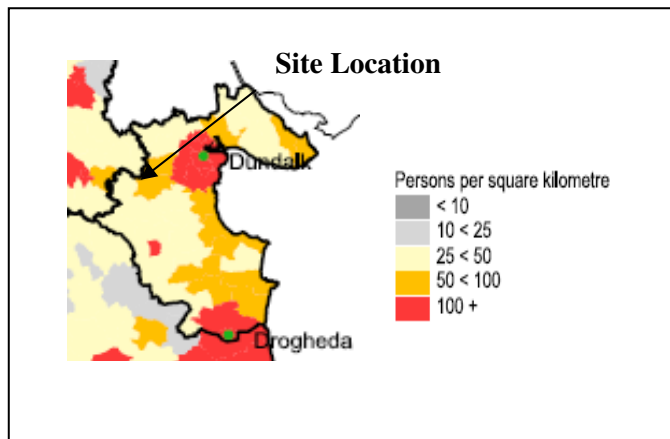 Site Location
Dundalk
Persons per square kilometre
< 10
10 < 25
25 < 50
50 < 100
100 +
Drogheda